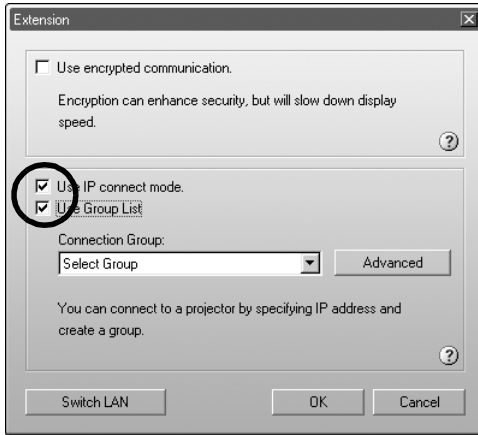 Extension
Use encrypted communication.
Encryption can enhance security, but will slow down display
speed.
?
Use IP connect mode.
Use Group List
Connection Group:
Select Group
Advanced
You can connect to a projector by specifying IP address and
create a group.
?
Switch LAN
OK
Cancel